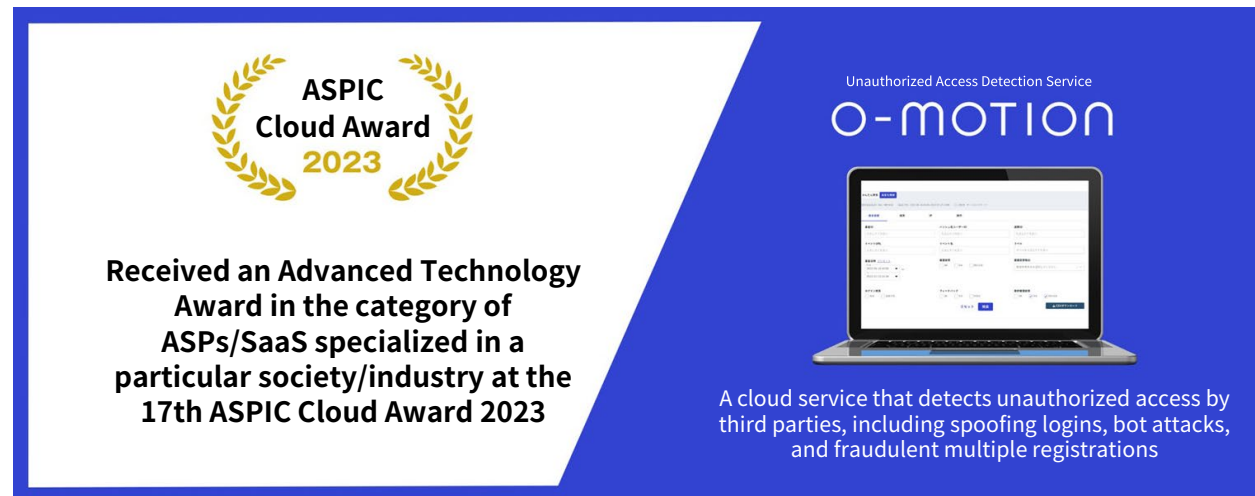 ASPIC
Cloud Award
2023
Received an Advanced Technology
Award in the category of
ASPs/SaaS specialized in a
particular society/industry at the
17th ASPIC Cloud Award 2023
Unauthorized Access Detection Service
O-MOTION
A cloud service that detects unauthorized access by
third parties, including spoofing logins, bot attacks,
and fraudulent multiple registrations